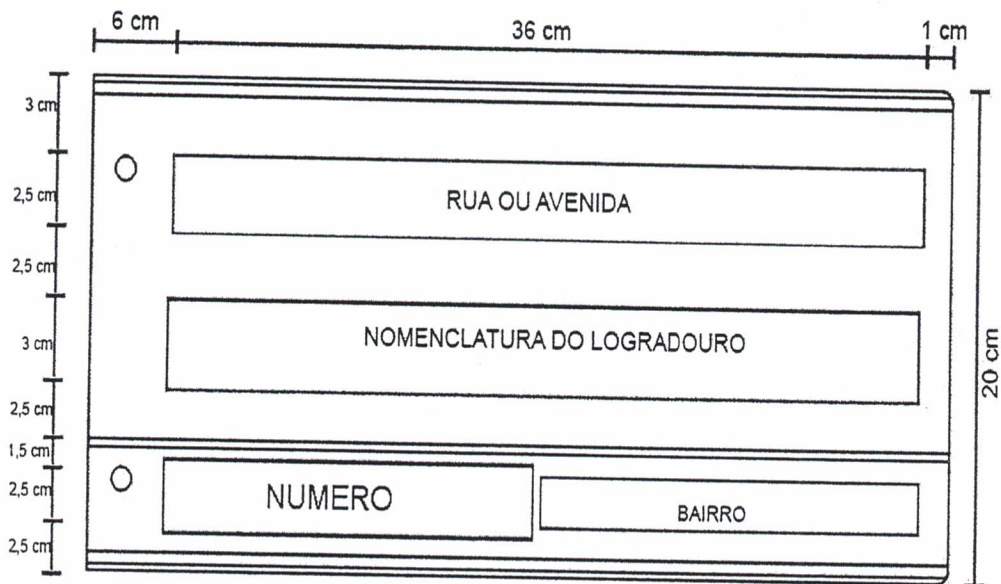 6 cm 36 cm 1 cm
3 cm
2,5 cm
RUA OU AVENIDA
2,5 cm
3 cm
NOMENCLATURA DO LOGRADOURO
20 cm
2,5 cm
1,5 cm
2,5 cm
NUMERO
BAIRRO
2,5 cm